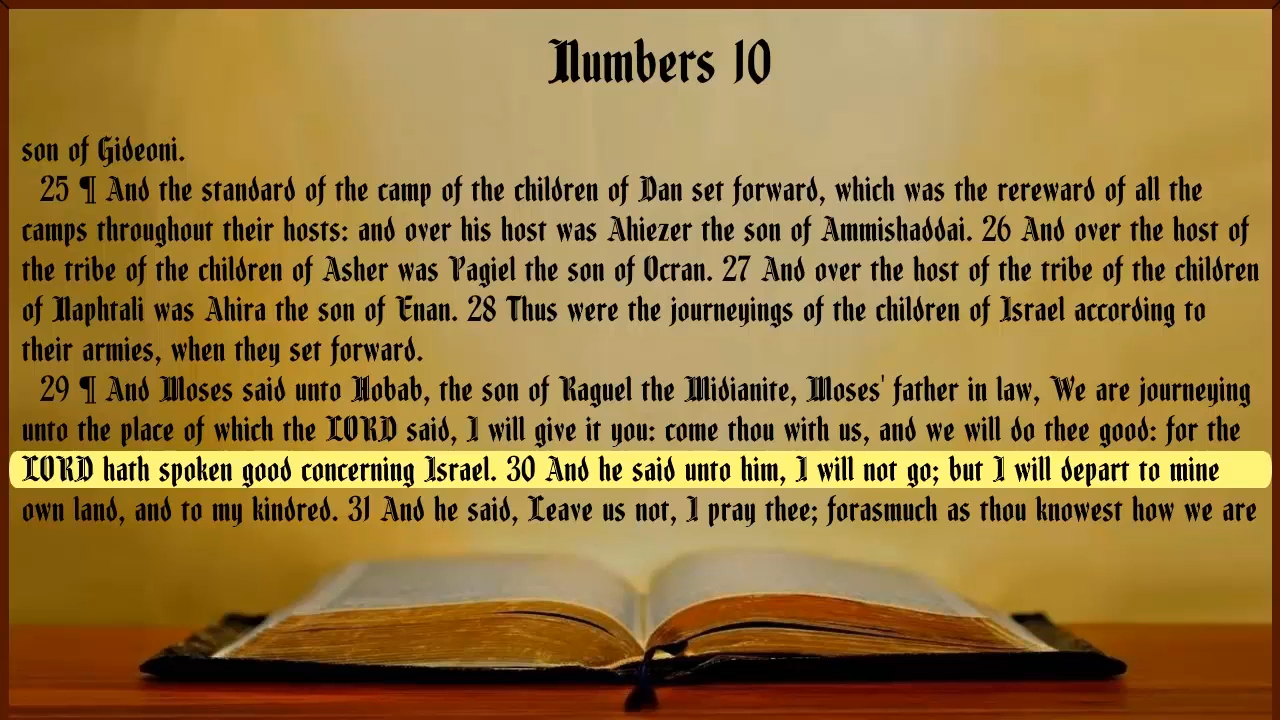 Numbers 10
son of Gideoni.
25 ¶ And the standard of the camp of the children of Dan set forward, which was the rereward of all the
camps throughout their hosts: and over his host was Ahiezer the son of Ammishaddai. 26 And over the host of
the tribe of the children of Asher was Pagiel the son of Ocran. 27 And over the host of the tribe of the children
of Naphtali was Ahira the son of Enan. 28 Thus were the journeyings of the children of Israel according to
their armies, when they set forward.
29 ¶ And Moses said unto Hobab, the son of Raguel the Midianite, Moses' father in law, We are journeying
unto the place of which the LORD said, I will give it you: come thou with us, and we will do thee good: for the
LORD hath spoken good concerning Israel. 30 And he said unto him, I will not go; but I will depart to mine
own land, and to my kindred. 31 And he said, Leave us not, I pray thee; forasmuch as thou knowest how we are